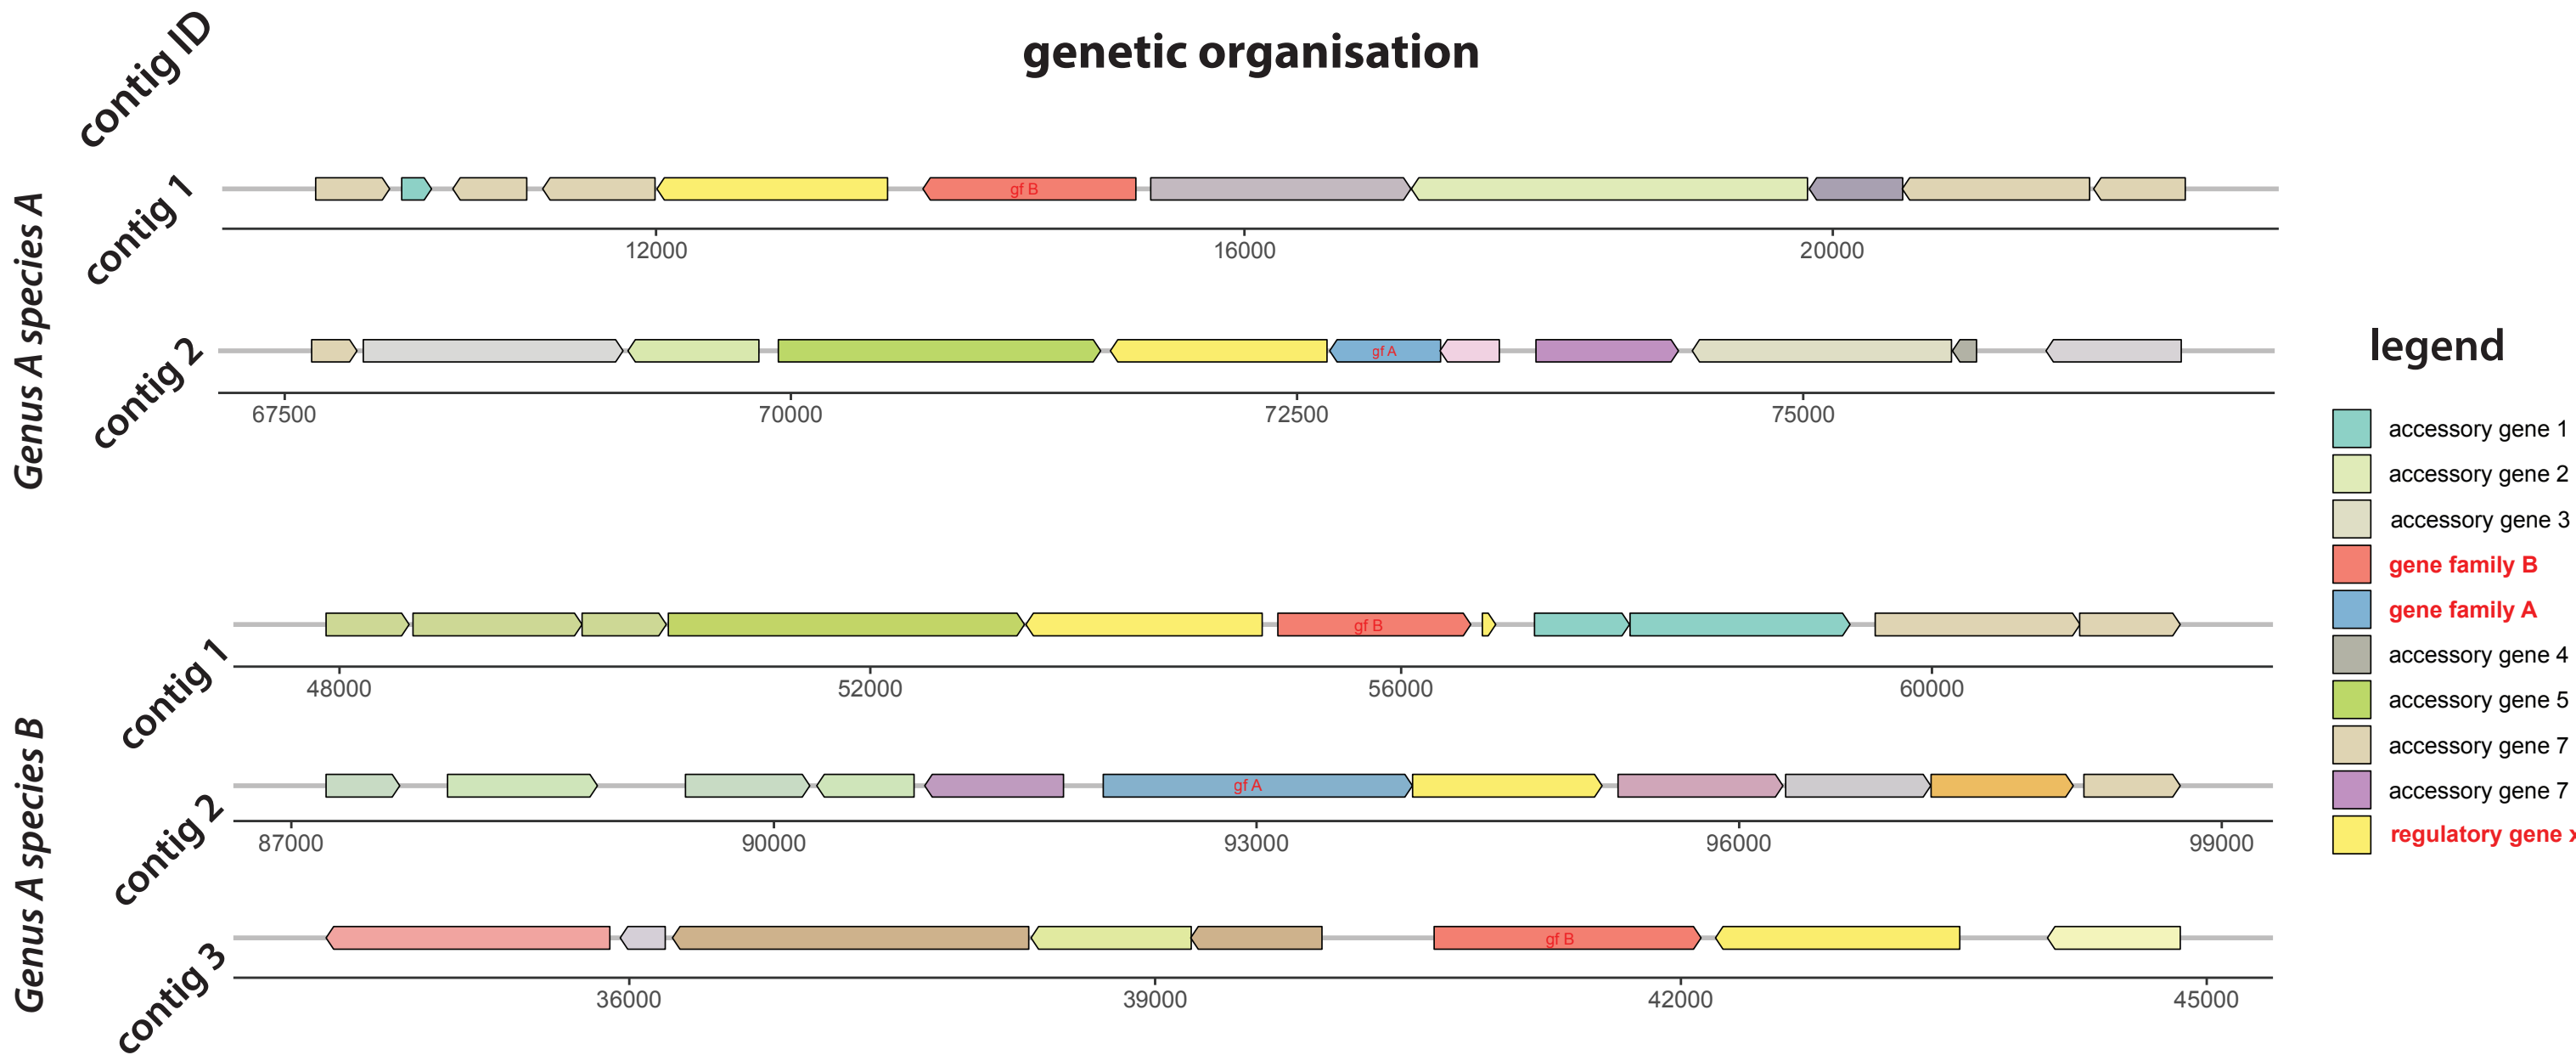 contig ID
genetic organisation
Genus A species A
contig 1
gf B
12000 16000 20000
contig 2
gf A
67500 70000 72500 75000
Genus A species B
contig 1
gf B
48000 52000 56000 60000
contig 2
gf A
87000 90000 93000 96000 99000
contig 3
gf B
36000 39000 42000 45000
legend
accessory gene 1
accessory gene 2
accessory gene 3
gene family B
gene family A
accessory gene 4
accessory gene 5
accessory gene 7
accessory gene 7
regulatory gene x